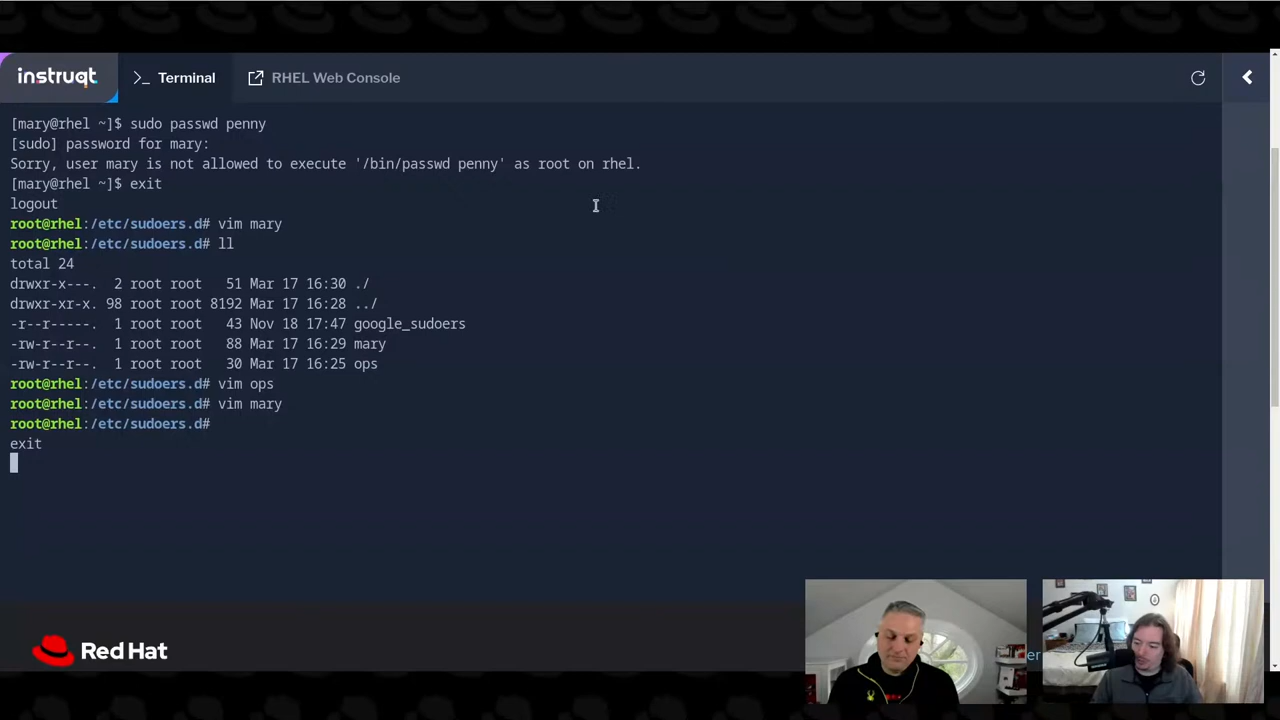 instruqt
>_ Terminal
RHEL Web Console
[mary@rhel ~]$ sudo passwd penny
[sudo] password for mary:
Sorry, user mary is not allowed to execute '/bin/passwd penny' as root on rhel.
[mary@rhel ~]$ exit
logout
root@rhel:/etc/sudoers.d# vim mary
root@rhel:/etc/sudoers.d# ll
total 24
drwxr-x---.  2 root root   51 Mar 17 16:30 ./
drwxr-xr-x. 98 root root 8192 Mar 17 16:28 ../
-r--r-----.  1 root root   43 Nov 18 17:47 google_sudoers
-rw-r--r--.  1 root root   88 Mar 17 16:29 mary
-rw-r--r--.  1 root root   30 Mar 17 16:25 ops
root@rhel:/etc/sudoers.d# vim ops
root@rhel:/etc/sudoers.d# vim mary
root@rhel:/etc/sudoers.d#
exit
Red Hat